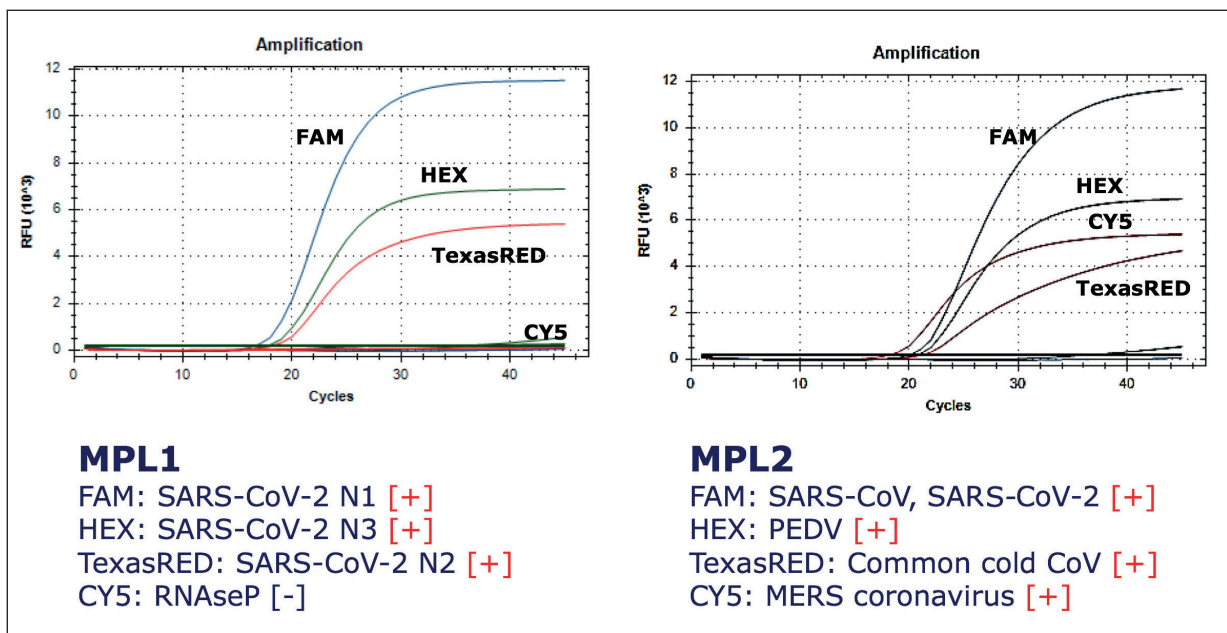 Amplification
12
10
8
6
4
2
0
RFU (10^3)
FAM
HEX
TexasRED
CY5
0
10
20
30
40
Cycles
MPL1
FAM: SARS-CoV-2 N1 [+]
HEX: SARS-CoV-2 N3 [+]
TexasRED: SARS-CoV-2 N2 [+]
CY5: RNAseP [-]
Amplification
12
10
8
6
4
2
0
RFU (10^3)
FAM
HEX
CY5
TexasRED
0
10
20
30
40
Cycles
MPL2
FAM: SARS-CoV, SARS-CoV-2 [+]
HEX: PEDV [+]
TexasRED: Common cold CoV [+]
CY5: MERS coronavirus [+]